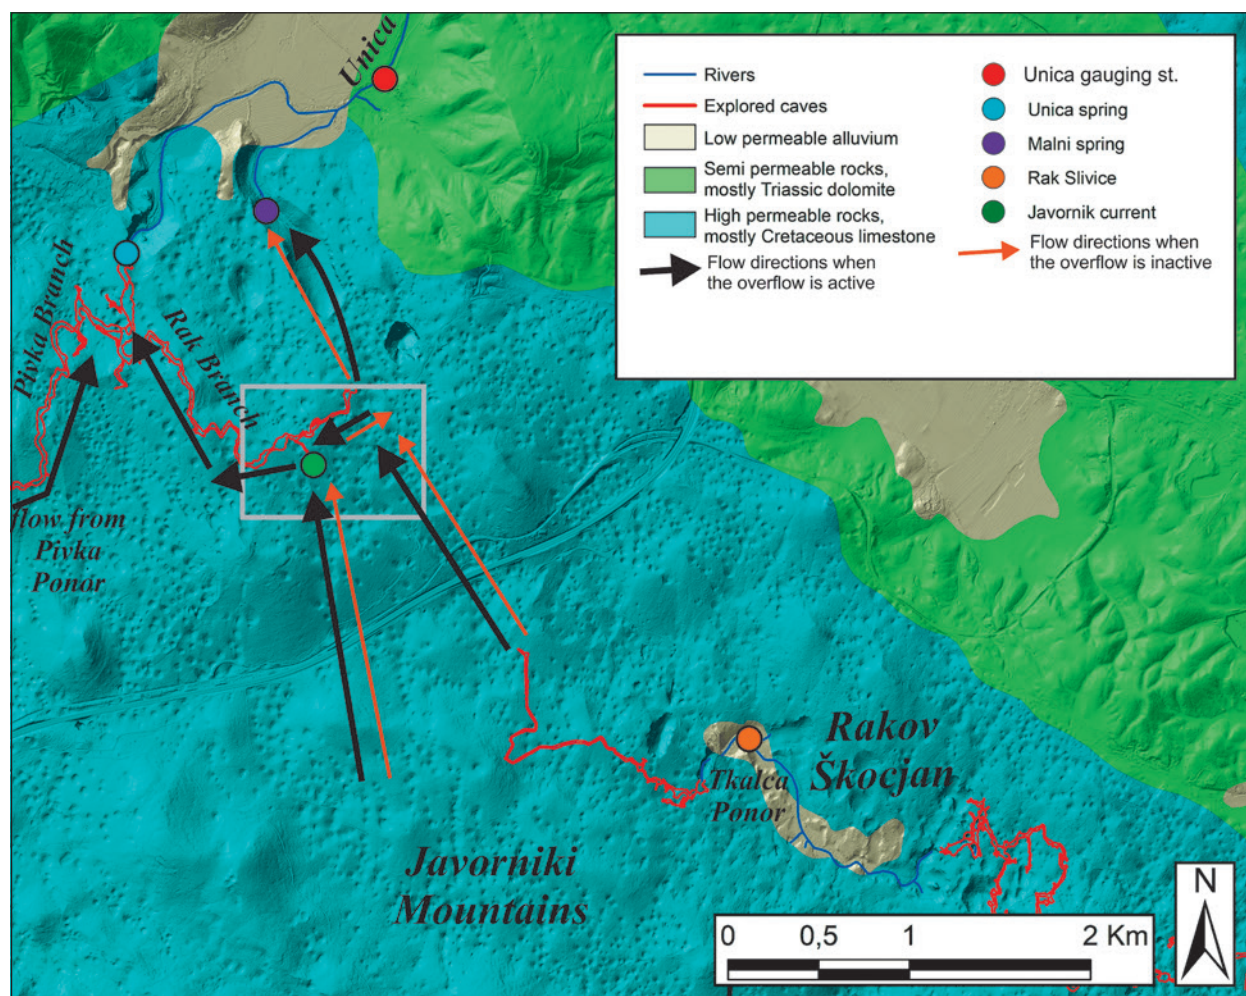 Unica
Rivers
Explored caves
Low permeable alluvium
Semi permeable rocks,
mostly Triassic dolomite
High permeable rocks,
mostly Cretaceous limestone
Flow directions when
the overflow is active
Unica gauging st.
Unica spring
Malni spring
Rak Slivice
Javornik current
Flow directions when
the overflow is inactive
Pivka Branch
Rak Branch
flow from
Pivka
Ponor
Rakov
Škocjan
Tkalca
Ponor
Javorniki
Mountains
N
0 0,5 1 2 Km